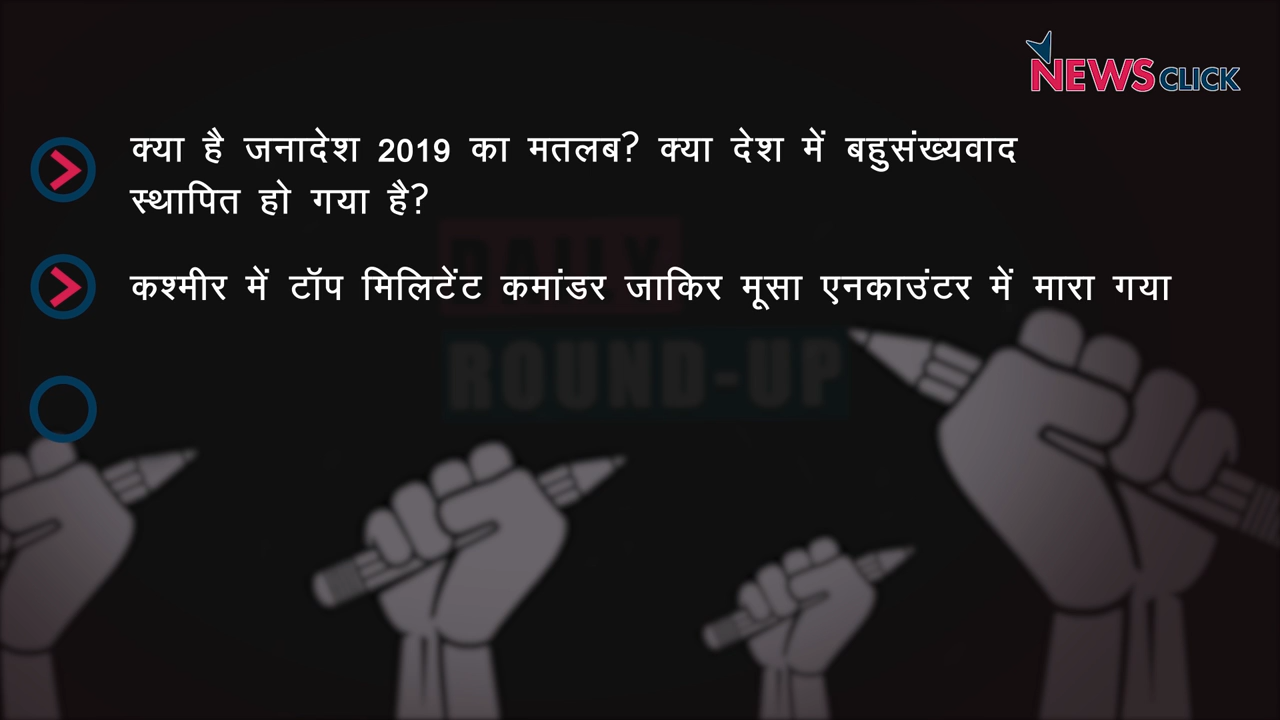 NEWSCLICK
क्या है जनादेश 2019 का मतलब? क्या देश में बहुसंख्यवाद
स्थापित हो गया है?
कश्मीर में टॉप मिलिटेंट कमांडर जाकिर मूसा एनकाउंटर में मारा गया
DAILY
ROUND-UP